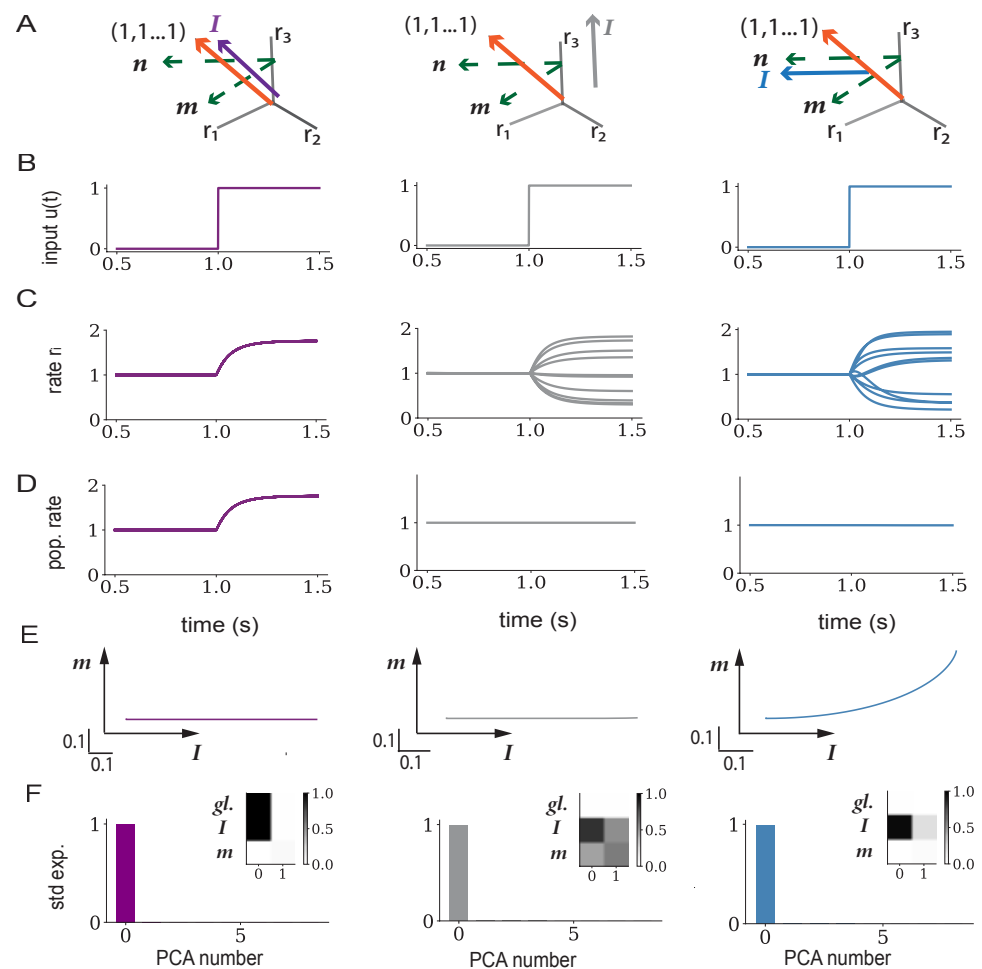 A
(1,1...1) I r3
n
m
r1
r2
(1,1...1) I
r3
n
m
r1
r2
(1,1...1) r3
n
I
m
r1
r2
B
input u(t)
1
0
0.5 1.0 1.5
1
0
0.5 1.0 1.5
1
0
0.5 1.0 1.5
C
rate ri
2
1
0
0.5 1.0 1.5
2
1
0
0.5 1.0 1.5
2
1
0
0.5 1.0 1.5
D
pop. rate
2
1
0
0.5 1.0 1.5
1
0
0.5 1.0 1.5
1
0
0.5 1.0 1.5
time (s) time (s) time (s)
E
m
0.1
0.1
I
m
0.1
0.1
I
m
0.1
0.1
I
F
std exp.
1
0
0 5
PCA number
gl.
I
m
0 1
1.0
0.5
0.0
1
0
0 5
PCA number
gl.
I
m
0 1
1.0
0.5
0.0
1
0
0 5
PCA number
gl.
I
m
0 1
1.0
0.5
0.0